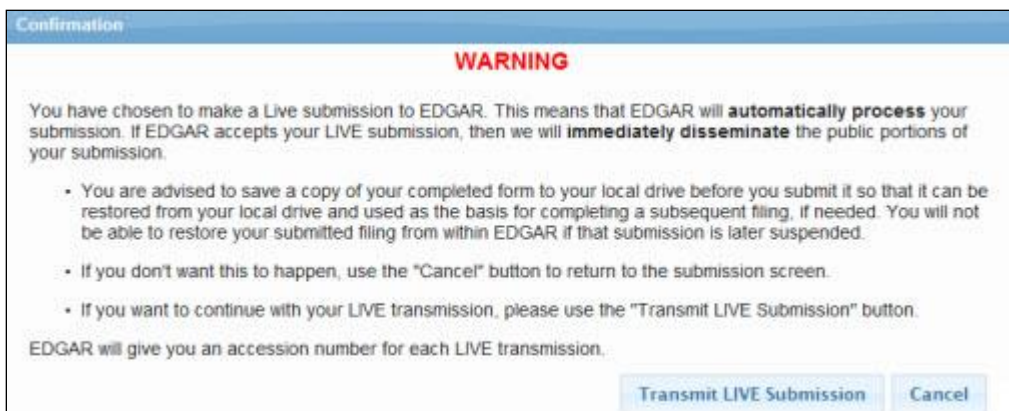 Confirmation
WARNING
You have chosen to make a Live submission to EDGAR. This means that EDGAR will automatically process your
submission. If EDGAR accepts your LIVE submission, then we will immediately disseminate the public portions of
your submission.
• You are advised to save a copy of your completed form to your local drive before you submit it so that it can be
restored from your local drive and used as the basis for completing a subsequent filing, if needed. You will not
be able to restore your submitted filing from within EDGAR if that submission is later suspended.
• If you don't want this to happen, use the "Cancel" button to return to the submission screen.
• If you want to continue with your LIVE transmission, please use the "Transmit LIVE Submission" button.
EDGAR will give you an accession number for each LIVE transmission.
Transmit LIVE Submission Cancel